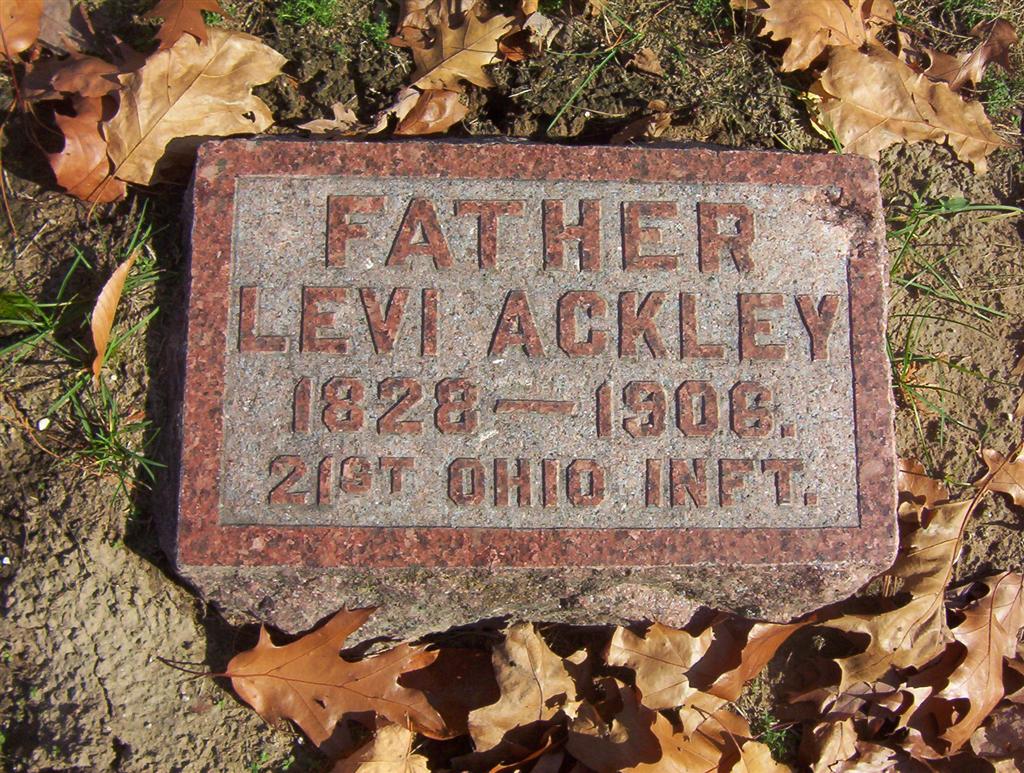 FATHER
LEVI ACKLEY
1828—1906.
21ST OHIO INFT.